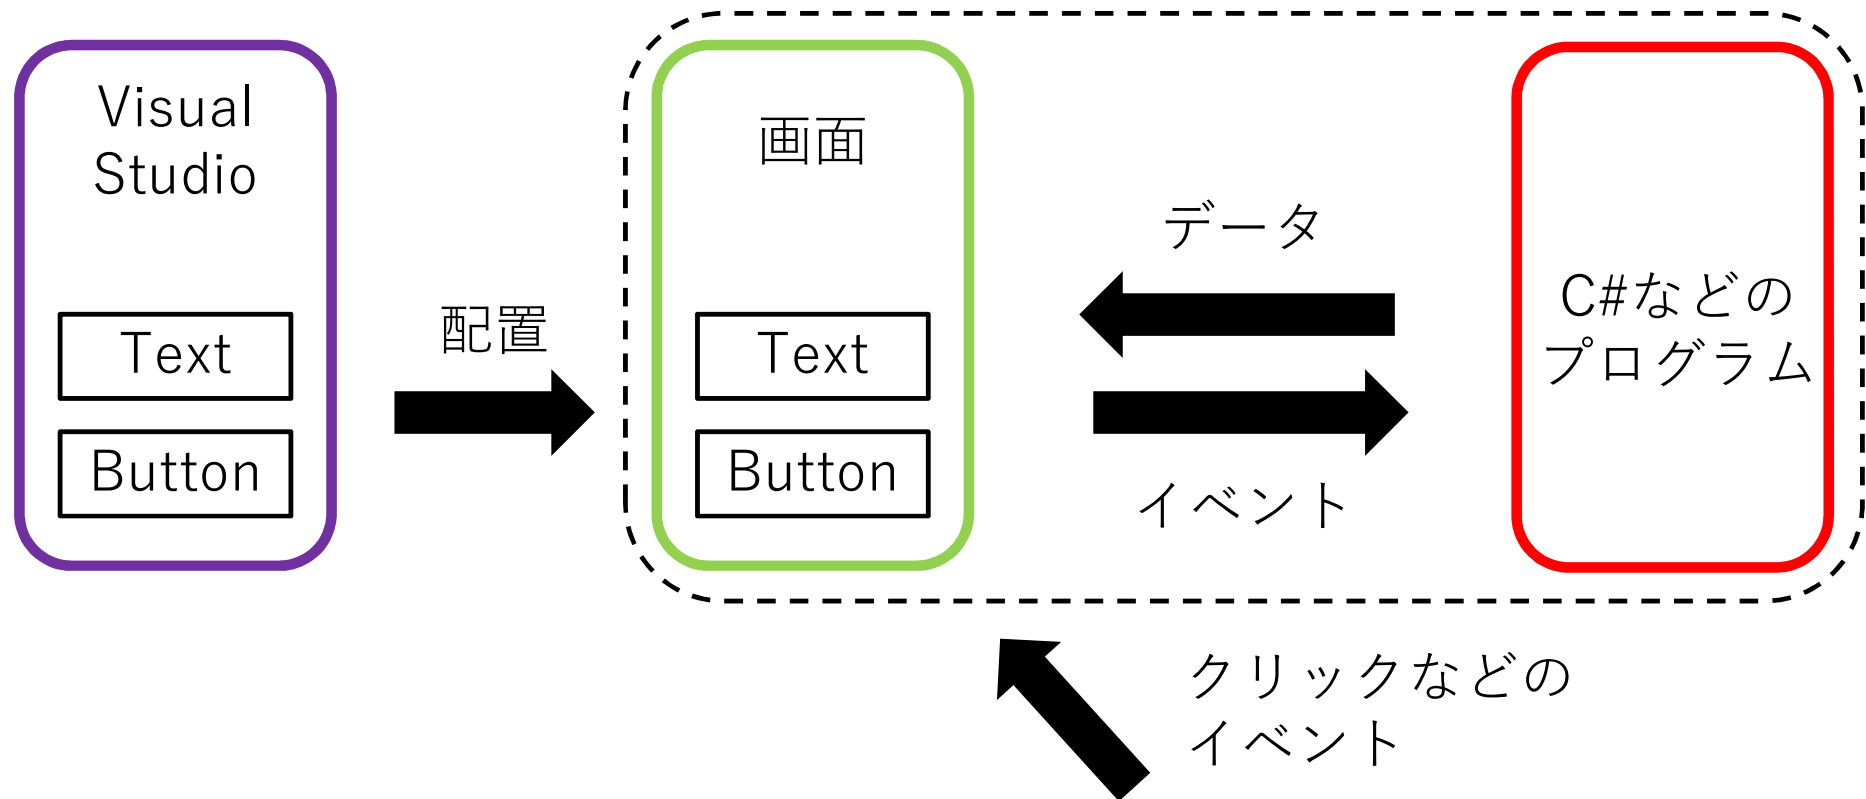 Visual
Studio
Text
Button
配置
画面
Text
Button
データ
イベント
C#などの
プログラム
クリックなどの
イベント